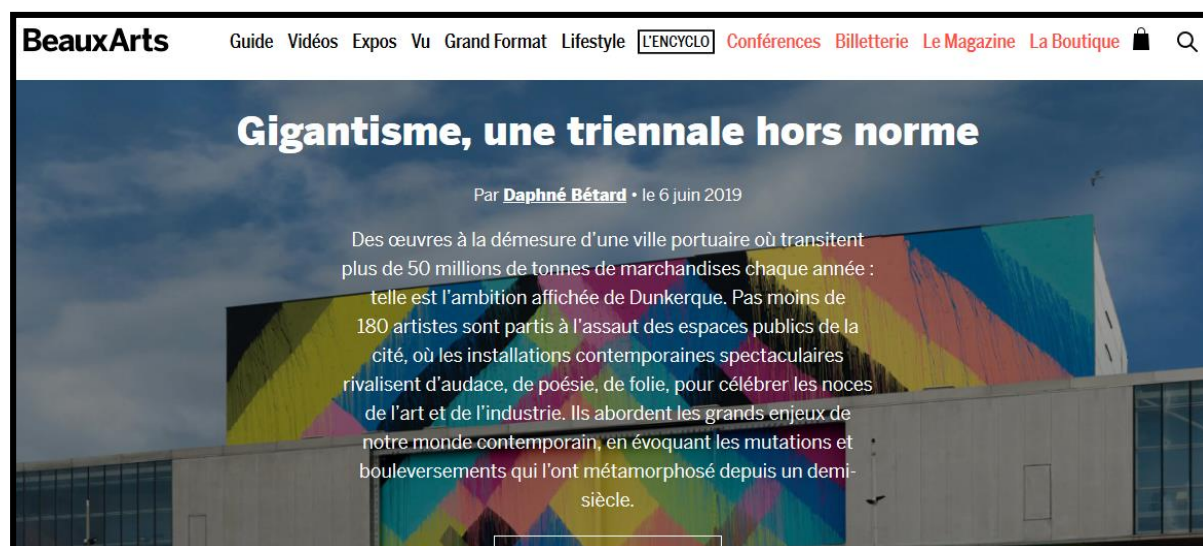 BeauxArts Guide Vidéos Expos Vu Grand Format Lifestyle L'ENCYCLO Conférences Billetterie Le Magazine La Boutique
Gigantisme, une triennale hors norme
Par Daphné Bétard • le 6 juin 2019
Des œuvres à la démesure d'une ville portuaire où transitent
plus de 50 millions de tonnes de marchandises chaque année :
telle est l'ambition affichée de Dunkerque. Pas moins de
180 artistes sont partis à l'assaut des espaces publics de la
cité, où les installations contemporaines spectaculaires
rivalisent d'audace, de poésie, de folie, pour célébrer les noces
de l'art et de l'industrie. Ils abordent les grands enjeux de
notre monde contemporain, en évoquant les mutations et
bouleversements qui l'ont métamorphosé depuis un demi-
siècle.